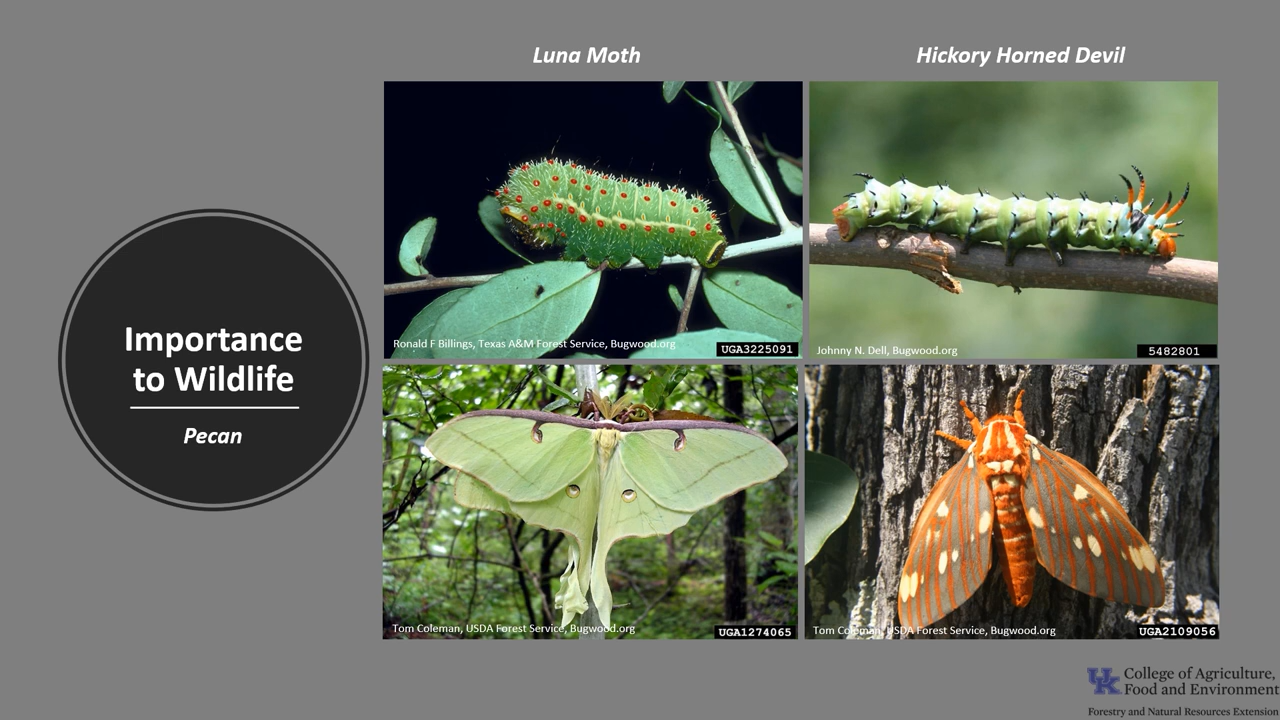 Luna Moth
Hickory Horned Devil
Importance
to Wildlife
Pecan
Ronald F Billings, Texas A&M Forest Service, Bugwood.org
UGA3225091
Johnny N. Dell, Bugwood.org
5482801
Tom Coleman, USDA Forest Service, Bugwood.org
UGA1274065
Tom Coleman, USDA Forest Service, Bugwood.org
UGA2109056
UK
College of Agriculture,
Food and Environment
Forestry and Natural Resources Extension